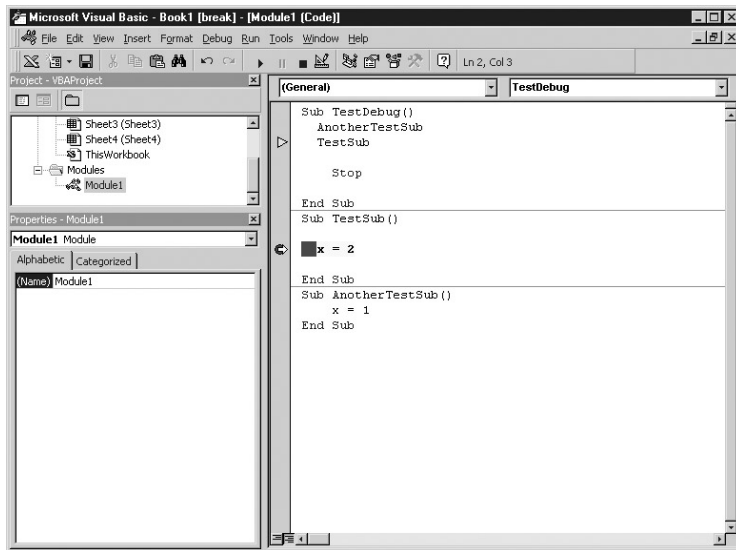 Microsoft Visual Basic - Book1 [break] - [Module1 (Code)]
File Edit View Insert Format Debug Run Tools Window Help
Ln 2, Col 3
Project - VBAProject
Sheet3 (Sheet3)
Sheet4 (Sheet4)
ThisWorkbook
Modules
Module1
Properties - Module1
Module1 Module
Alphabetic Categorized
(Name) Module1
(General) TestDebug
Sub TestDebug()
AnotherTestSub
TestSub
Stop
End Sub
Sub TestSub()
x = 2
End Sub
Sub AnotherTestSub()
x = 1
End Sub